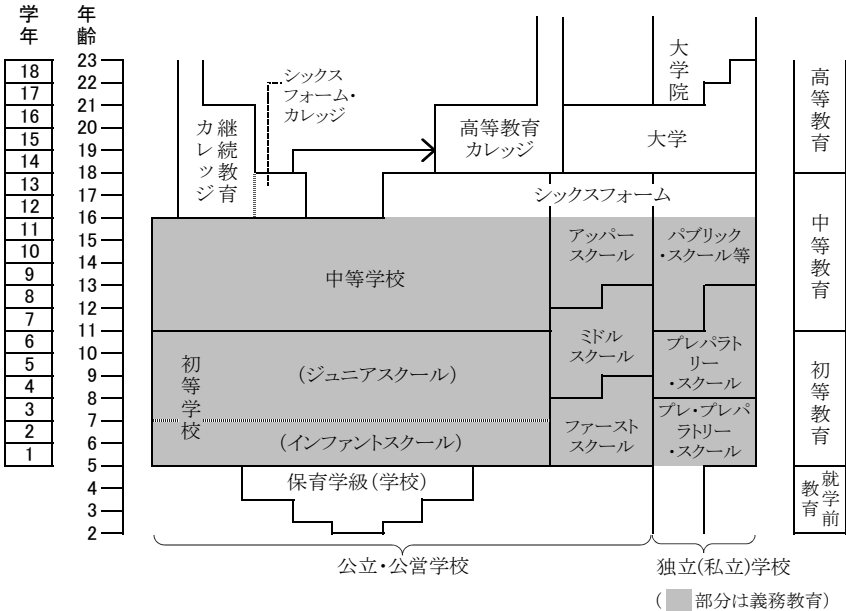 学年
年齢
18
17
16
15
14
13
12
11
10
9
8
7
6
5
4
3
2
1
23
22
21
20
19
18
17
16
15
14
13
12
11
10
9
8
7
6
5
4
3
2
継続教育
カレッジ
シックス
フォーム・
カレッジ
高等教育
カレッジ
大学院
大学
シックスフォーム
中等学校
アッパー
スクール
パブリック
・スクール等
初等学校
(ジュニアスクール)
(インファントスクール)
ミドル
スクール
ファースト
スクール
プレパラト
リー
・スクール
プレ・プレパ
ラトリー・
・スクール
保育学級(学校)
高等教育
中等教育
初等教育
就学前
教育
公立・公営学校
独立(私立)学校
( 部分は義務教育)